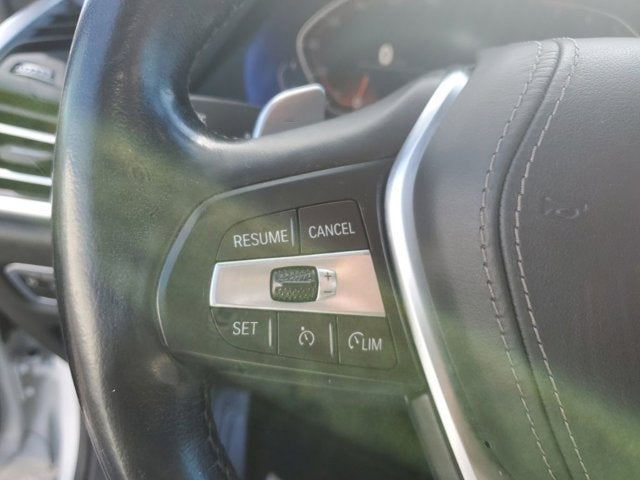 RESUME CANCEL
+
-
SET LIM